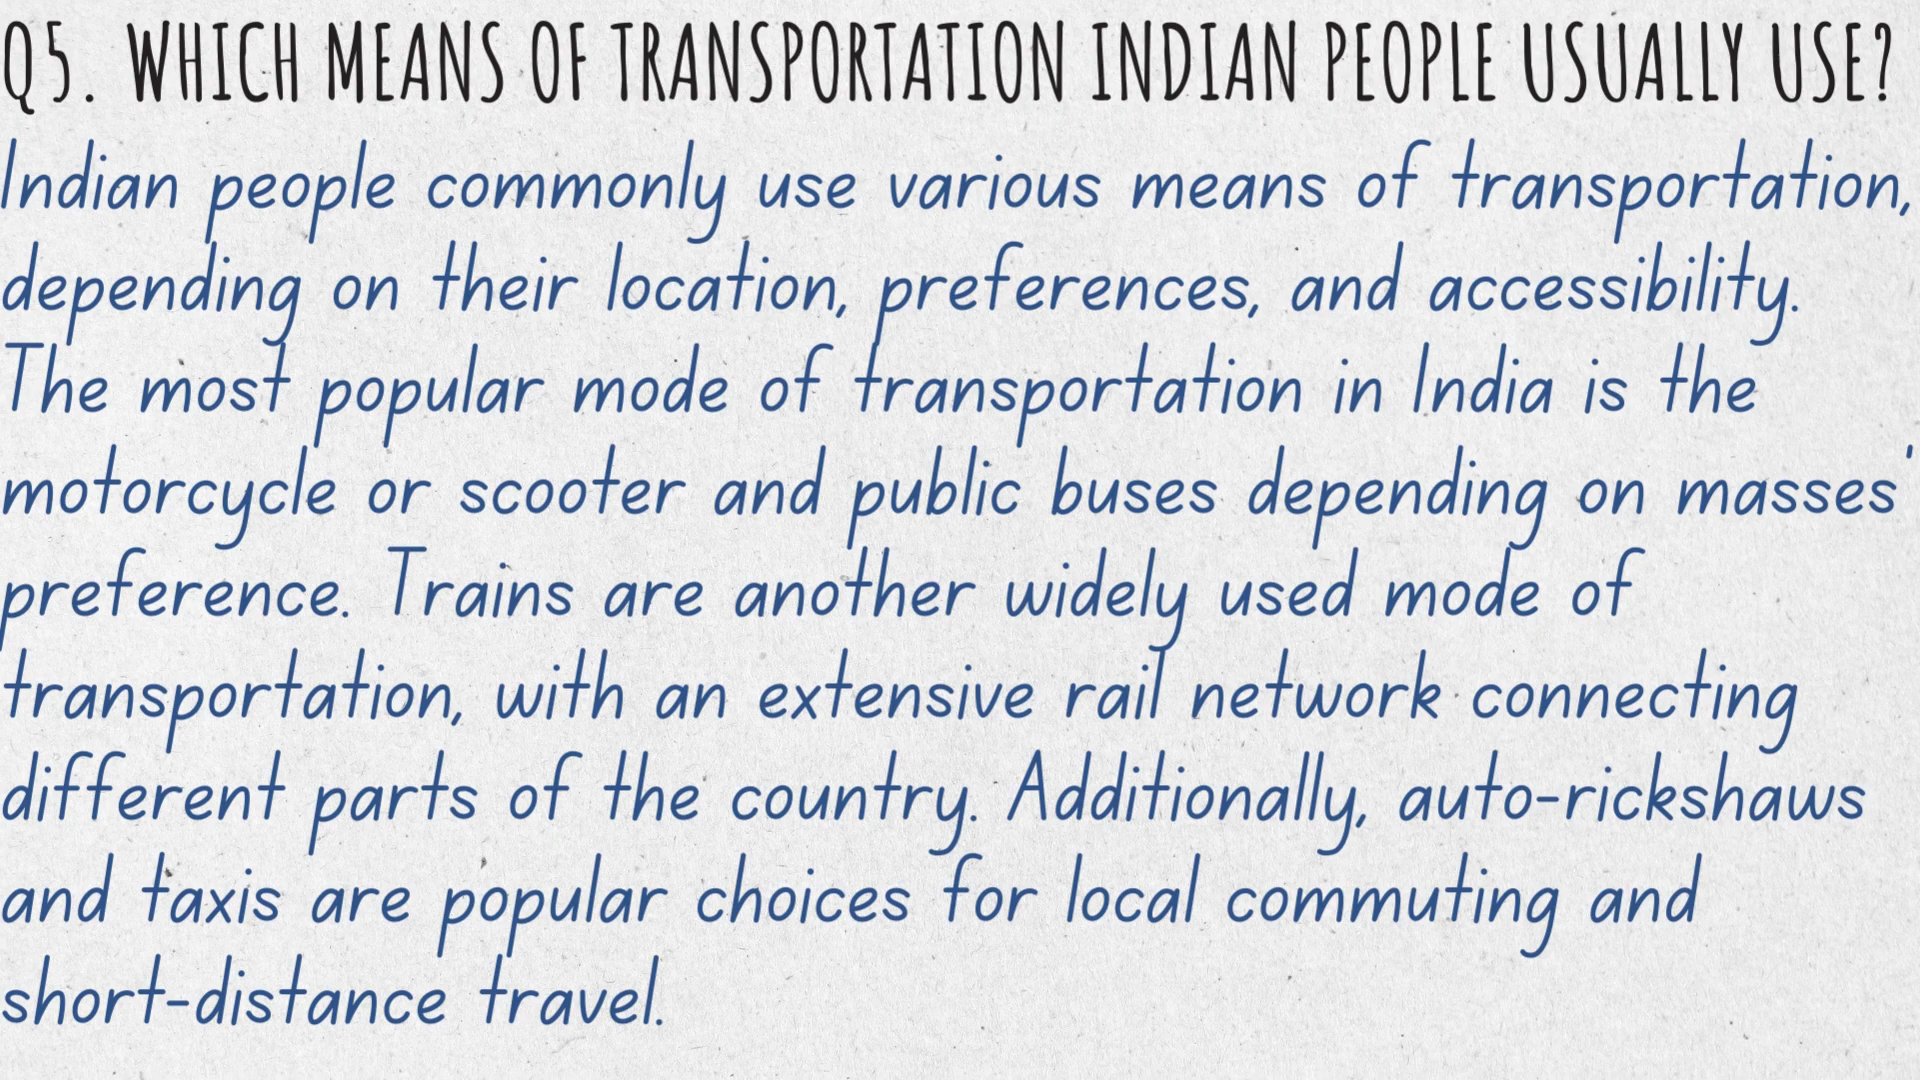 Q5. WHICH MEANS OF TRANSPORTATION INDIAN PEOPLE USUALLY USE?
Indian people commonly use various means of transportation,
depending on their location, preferences, and accessibility.
The most popular mode of transportation in India is the
motorcycle or scooter and public buses depending on masses'
preference. Trains are another widely used mode of
transportation, with an extensive rail network connecting
different parts of the country. Additionally, auto-rickshaws
and taxis are popular choices for local commuting and
short-distance travel.